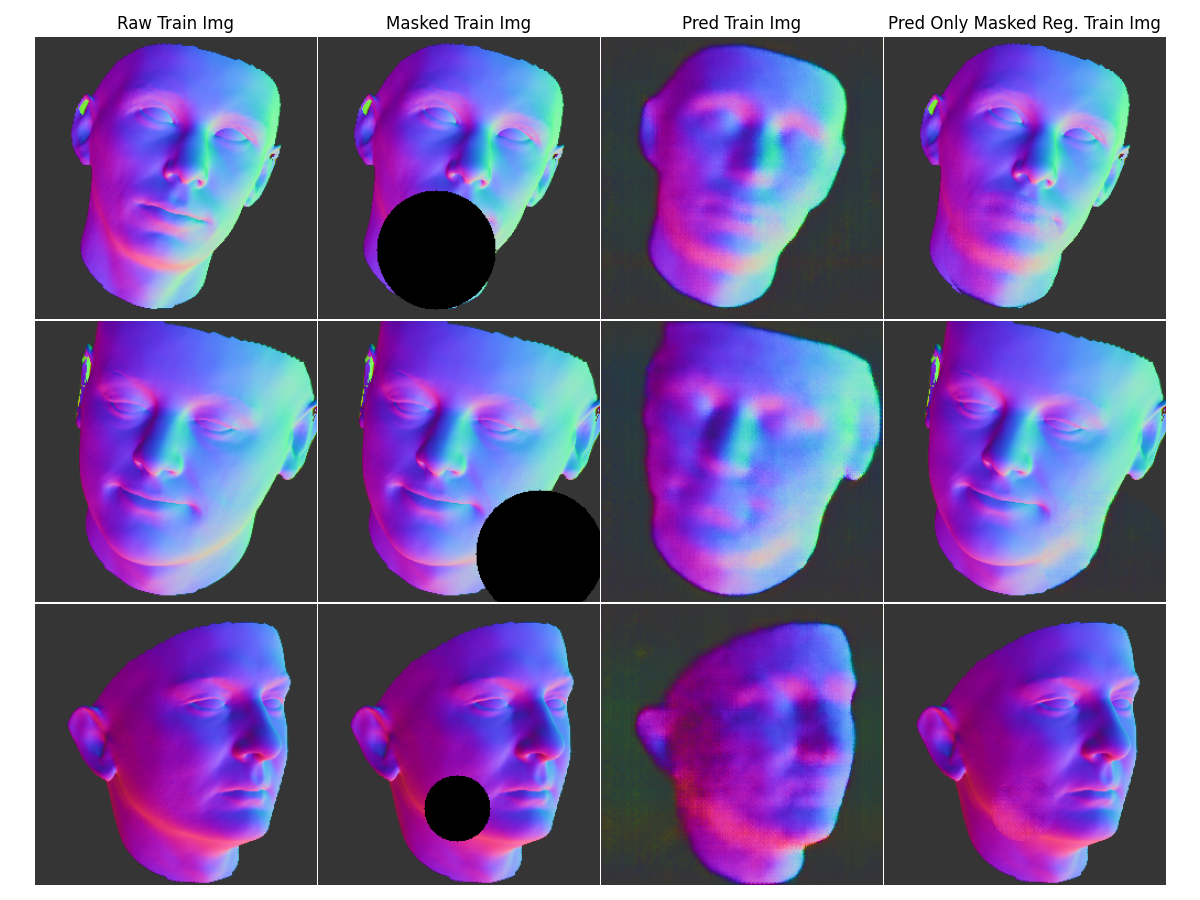 Raw Train Img
Masked Train Img
Pred Train Img
Pred Only Masked Reg. Train Img